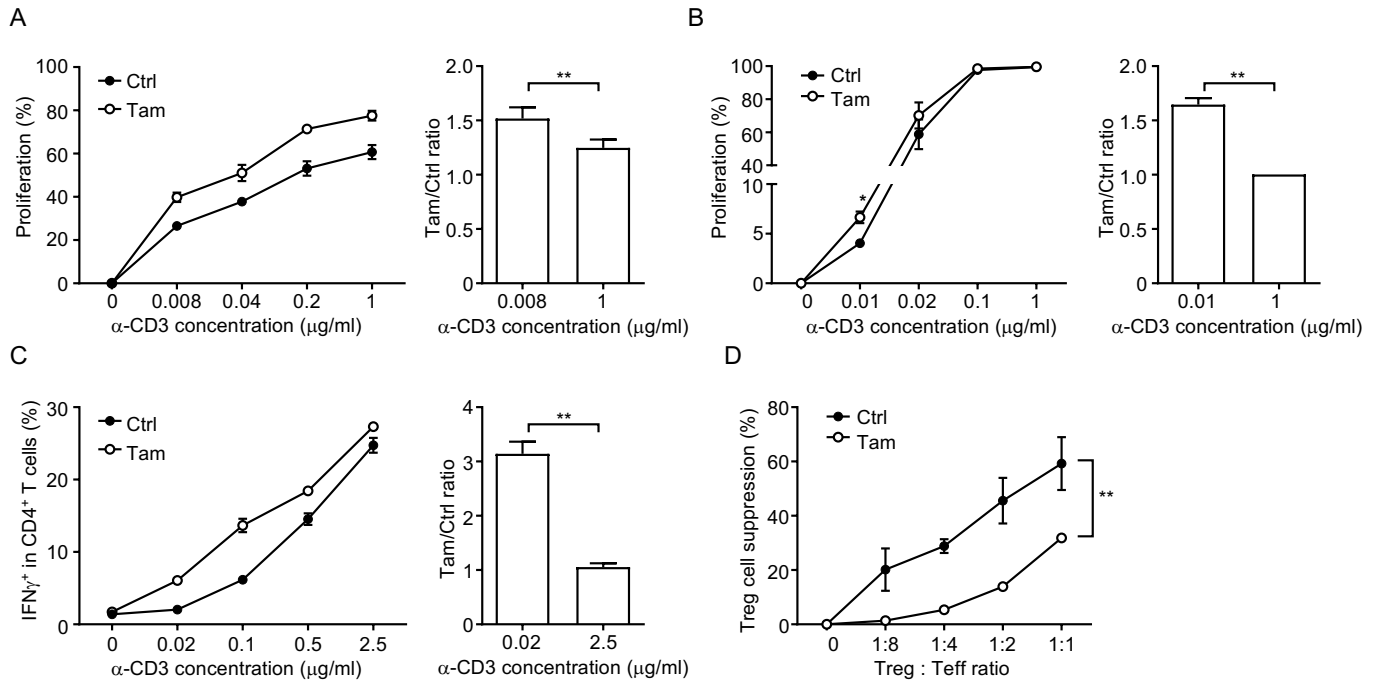 A
Proliferation (%)
100
80
60
40
20
0
Ctrl
Tam
0 0.008 0.04 0.2 1
α-CD3 concentration (μg/ml)
Tam/Ctrl ratio
2.0
1.5
1.0
0.5
0
**
0.008 1
α-CD3 concentration (μg/ml)
B
Proliferation (%)
100
80
60
40
10
5
0
Ctrl
Tam
*
0 0.01 0.02 0.1 1
α-CD3 concentration (μg/ml)
Tam/Ctrl ratio
2.0
1.5
1.0
0.5
0
**
0.01 1
α-CD3 concentration (μg/ml)
C
IFNγ⁺ in CD4⁺ T cells (%)
30
20
10
0
Ctrl
Tam
0 0.02 0.1 0.5 2.5
α-CD3 concentration (μg/ml)
Tam/Ctrl ratio
4
3
2
1
0
**
0.02 2.5
α-CD3 concentration (μg/ml)
D
Treg cell suppression (%)
80
60
40
20
0
Ctrl
Tam
**
0 1:8 1:4 1:2 1:1
Treg : Teff ratio